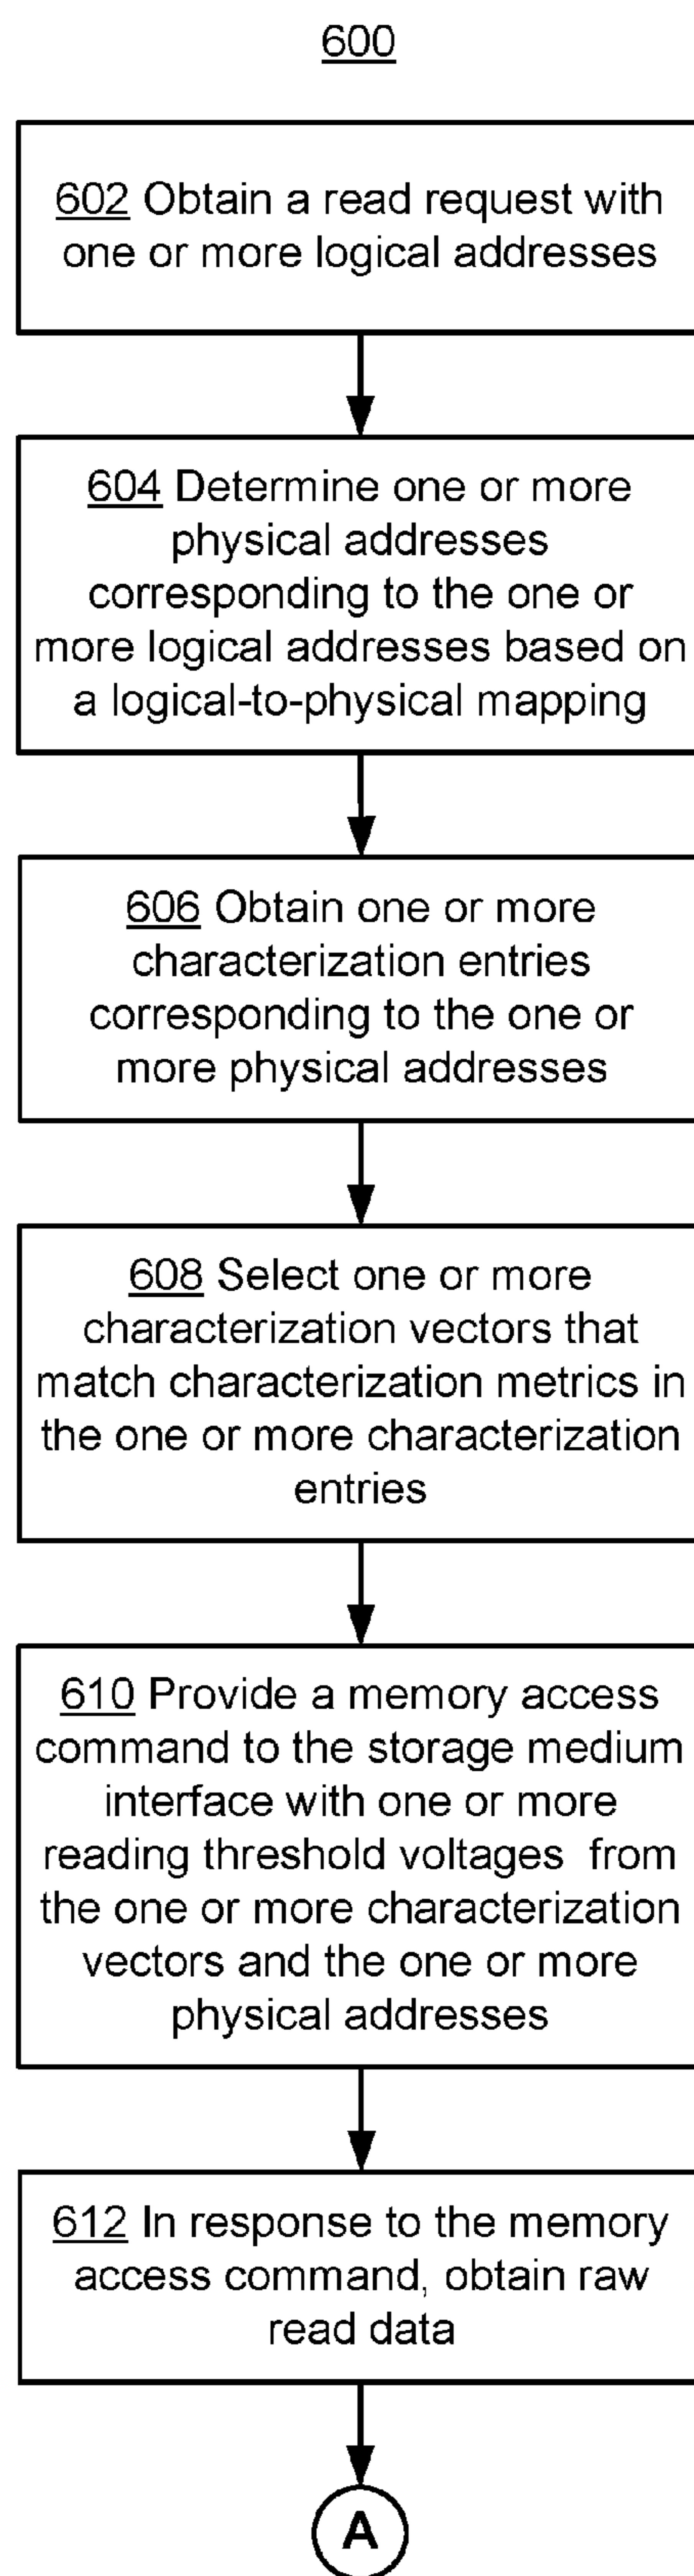 600
602 Obtain a read request with
one or more logical addresses
604 Determine one or more
physical addresses
corresponding to the one or
more logical addresses based on
a logical-to-physical mapping
606 Obtain one or more
characterization entries
corresponding to the one or
more physical addresses
608 Select one or more
characterization vectors that
match characterization metrics in
the one or more characterization
entries
610 Provide a memory access
command to the storage medium
interface with one or more
reading threshold voltages from
the one or more characterization
vectors and the one or more
physical addresses
612 In response to the memory
access command, obtain raw
read data
A